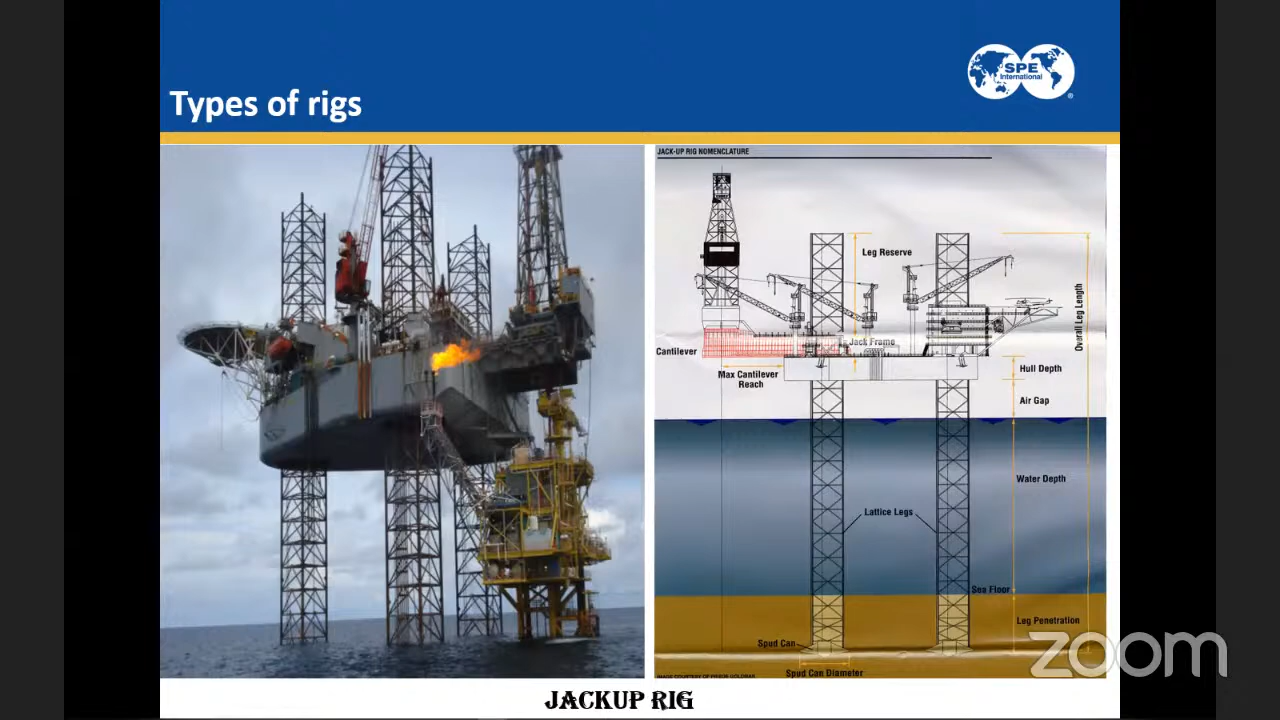 SPE
International
®
Types of rigs
JACK-UP RIG NOMENCLATURE
Leg Reserve
Overall Leg Length
Jack Frame
Cantilever
Max Cantilever
Reach
Hull Depth
Air Gap
Water Depth
Lattice Legs
Sea Floor
Leg Penetration
Spud Can
Spud Can Diameter
zoom
JACKUP RIG